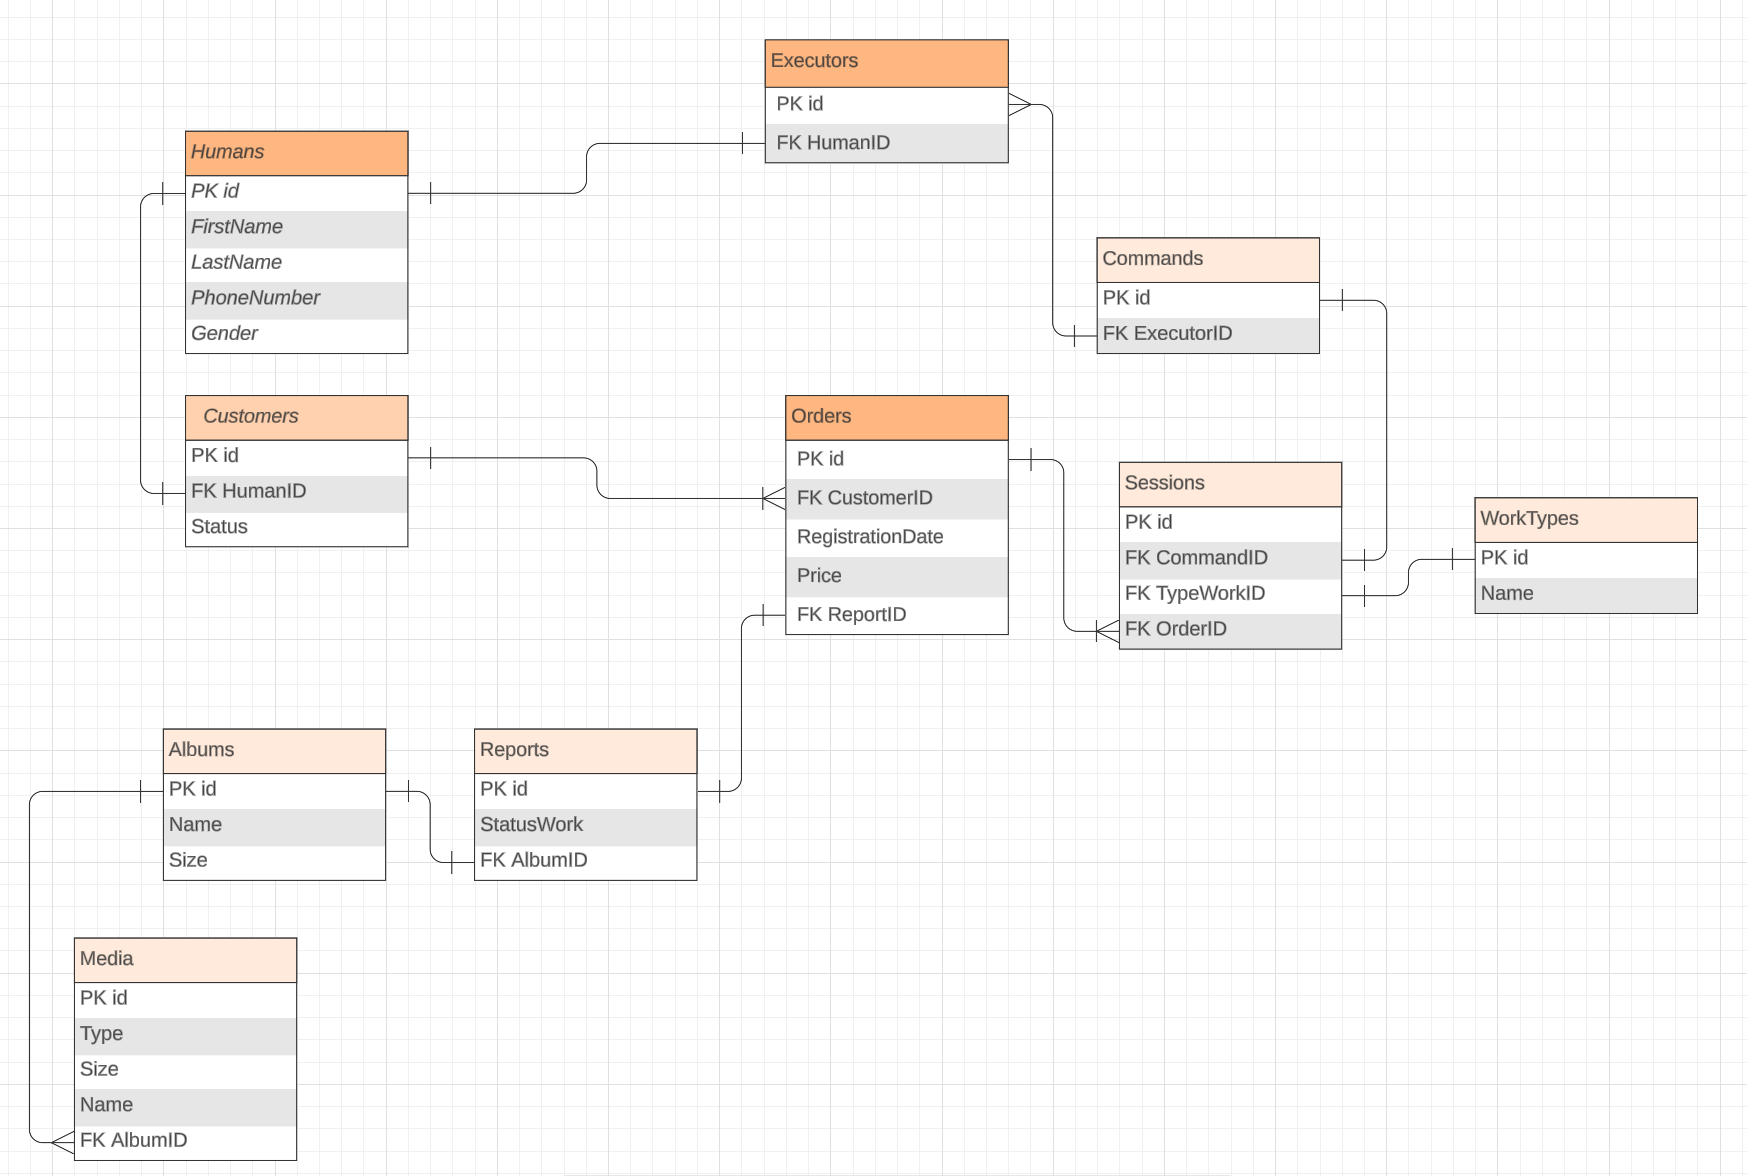 Executors
PK id
FK HumanID
Humans
PK id
FirstName
LastName
PhoneNumber
Gender
Commands
PK id
FK ExecutorID
Customers
PK id
FK HumanID
Status
Orders
PK id
FK CustomerID
RegistrationDate
Price
FK ReportID
Sessions
PK id
FK CommandID
FK TypeWorkID
FK OrderID
WorkTypes
PK id
Name
Albums
PK id
Name
Size
Reports
PK id
StatusWork
FK AlbumID
Media
PK id
Type
Size
Name
FK AlbumID